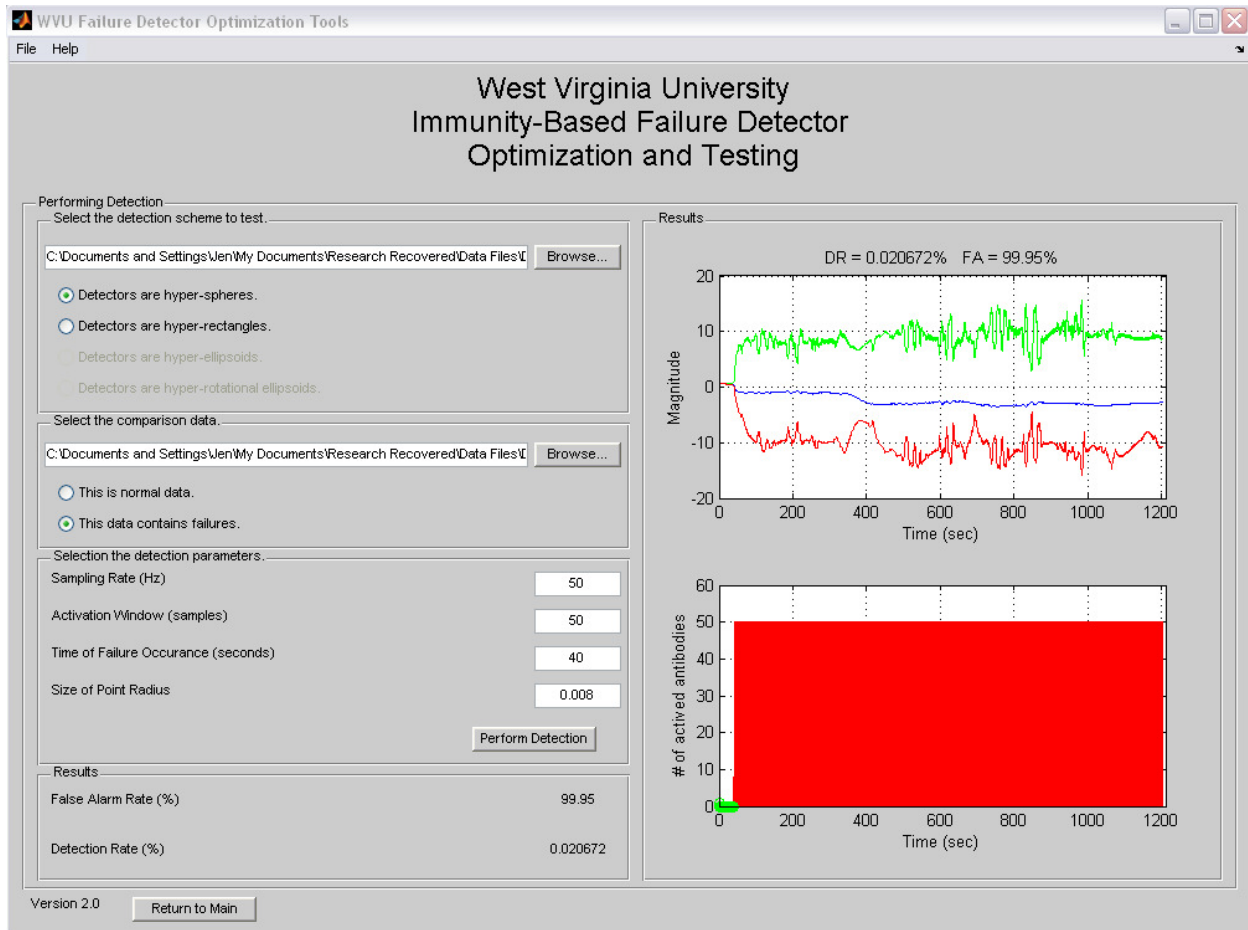 WVU Failure Detector Optimization Tools
File Help
West Virginia University
Immunity-Based Failure Detector
Optimization and Testing
Performing Detection
Select the detection scheme to test.
C:\Documents and Settings\Jen\My Documents\Research Recovered\Data Files\D
Browse...
Detectors are hyper-spheres.
Detectors are hyper-rectangles.
Detectors are hyper-ellipsoids.
Detectors are hyper-rotational ellipsoids.
Select the comparison data.
C:\Documents and Settings\Jen\My Documents\Research Recovered\Data Files\D
Browse...
This is normal data.
This data contains failures.
Selection the detection parameters.
Sampling Rate (Hz) 50
Activation Window (samples) 50
Time of Failure Occurance (seconds) 40
Size of Point Radius 0.008
Perform Detection
Results
False Alarm Rate (%) 99.95
Detection Rate (%) 0.020672
Version 2.0
Return to Main
Results
DR = 0.020672% FA = 99.95%
Magnitude
20
10
0
-10
-20
0 200 400 600 800 1000 1200
Time (sec)
# of actived antibodies
60
50
40
30
20
10
0
0 200 400 600 800 1000 1200
Time (sec)